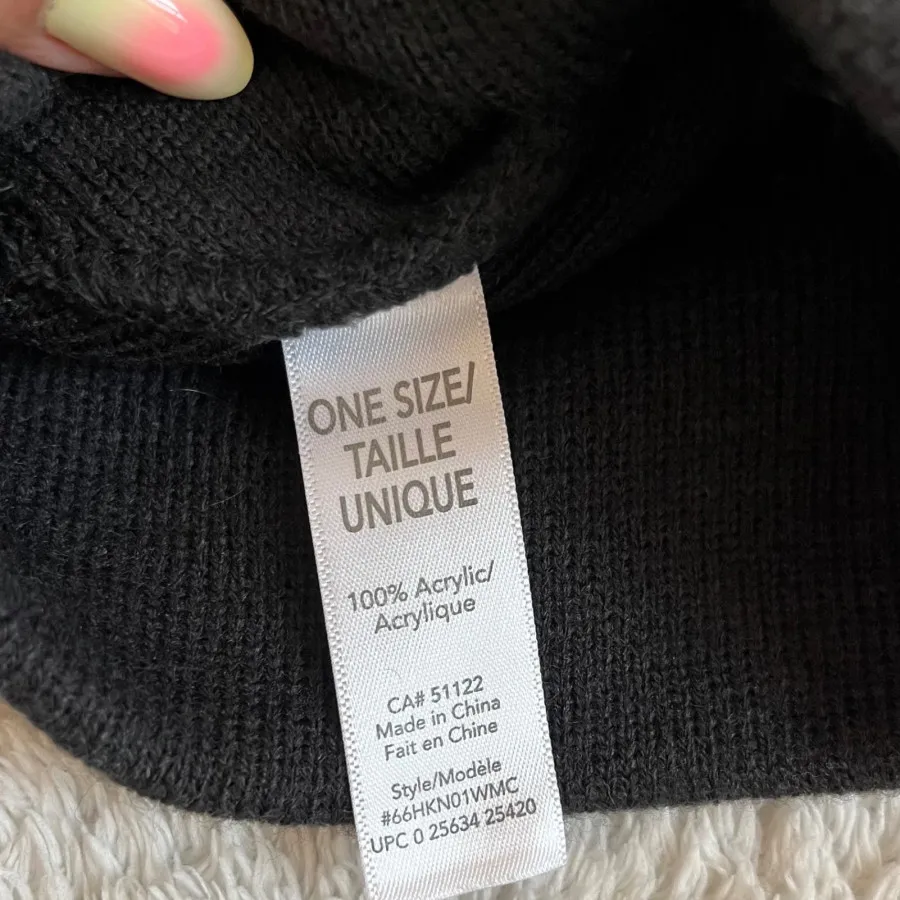 ONE SIZE/
TAILLE
UNIQUE
100% Acrylic/
Acrylique
CA# 51122
Made in China
Fait en Chine
Style/Modèle
#66HKN01WMC
UPC 0 25634 25420